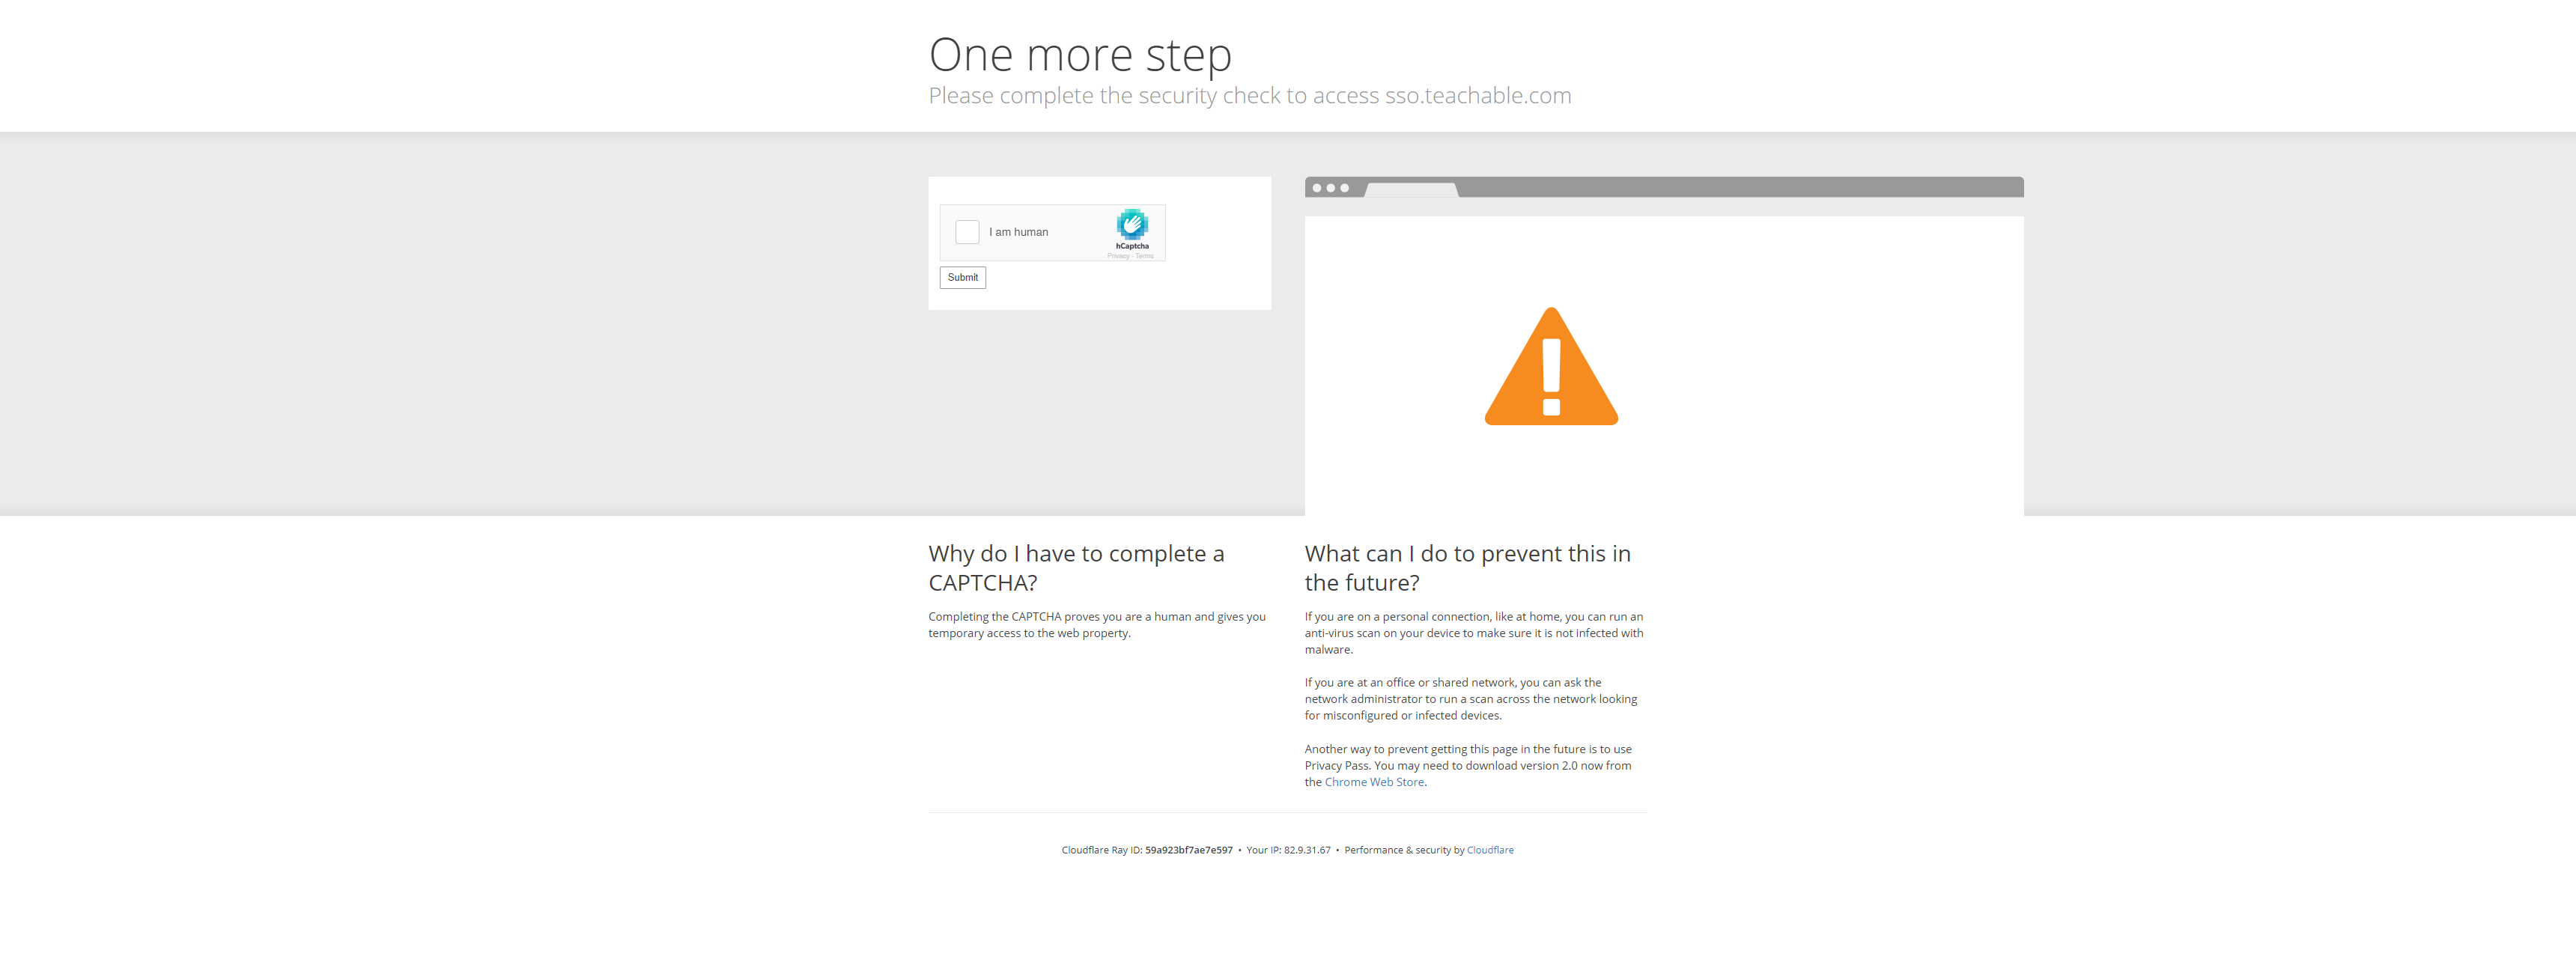 One more step
Please complete the security check to access sso.teachable.com
I am human
hCaptcha
Privacy - Terms
Submit
Why do I have to complete a
CAPTCHA?
Completing the CAPTCHA proves you are a human and gives you
temporary access to the web property.
What can I do to prevent this in
the future?
If you are on a personal connection, like at home, you can run an
anti-virus scan on your device to make sure it is not infected with
malware.
If you are at an office or shared network, you can ask the
network administrator to run a scan across the network looking
for misconfigured or infected devices.
Another way to prevent getting this page in the future is to use
Privacy Pass. You may need to download version 2.0 now from
the Chrome Web Store.
Cloudflare Ray ID: 59a923bf7ae7e597 • Your IP: 82.9.31.67 • Performance & security by Cloudflare